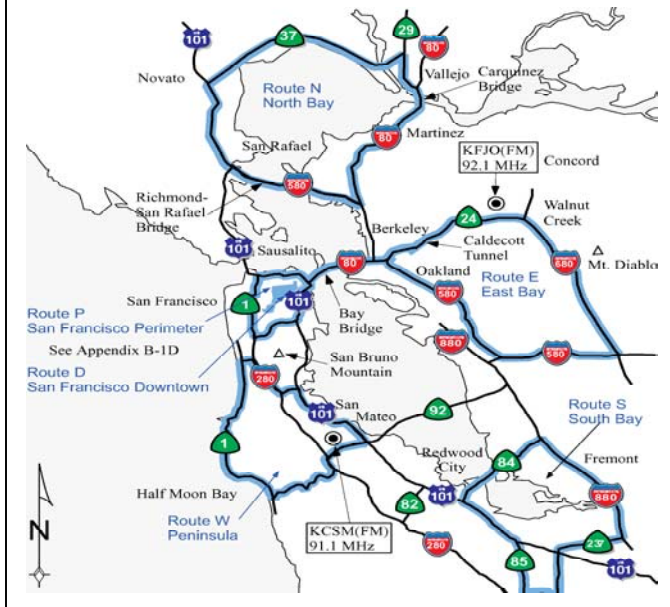 101
37
29
80
Novato
Route N
North Bay
Vallejo
Carquinez
Bridge
San Rafael
80
Martinez
KFJO(FM)
92.1 MHz
Concord
580
Richmond-
San Rafael
Bridge
24
Walnut
Creek
Berkeley
101
Sausalito
Caldecott
Tunnel
80
680
Mt. Diablo
Oakland
Route E
East Bay
580
Route P
San Francisco Perimeter
San Francisco
1
101
Bay
Bridge
880
580
See Appendix B-1D
Route D
San Francisco Downtown
San Bruno
Mountain
280
101
San
Mateo
92
Route S
South Bay
1
Redwood
City
84
Fremont
Half Moon Bay
Route W
Peninsula
KCSM(FM)
91.1 MHz
82
101
880
280
237
85
101
N